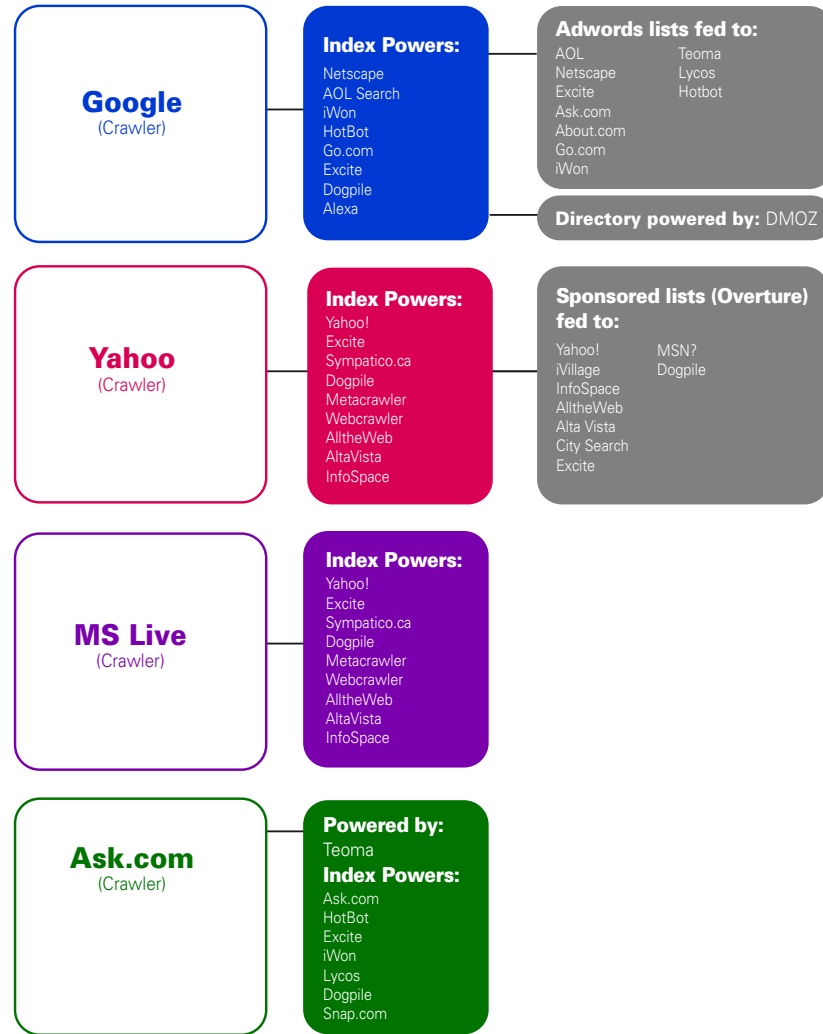 Google
(Crawler)
Index Powers:
Netscape
AOL Search
iWon
HotBot
Go.com
Excite
Dogpile
Alexa
Adwords lists fed to:
AOL
Netscape
Excite
Ask.com
About.com
Go.com
iWon
Teoma
Lycos
Hotbot
Directory powered by: DMOZ
Yahoo
(Crawler)
Index Powers:
Yahoo!
Excite
Sympatico.ca
Dogpile
Metacrawler
Webcrawler
AlltheWeb
AltaVista
InfoSpace
Sponsored lists (Overture)
fed to:
Yahoo!
iVillage
InfoSpace
AlltheWeb
Alta Vista
City Search
Excite
MSN?
Dogpile
MS Live
(Crawler)
Index Powers:
Yahoo!
Excite
Sympatico.ca
Dogpile
Metacrawler
Webcrawler
AlltheWeb
AltaVista
InfoSpace
Ask.com
(Crawler)
Powered by:
Teoma
Index Powers:
Ask.com
HotBot
Excite
iWon
Lycos
Dogpile
Snap.com